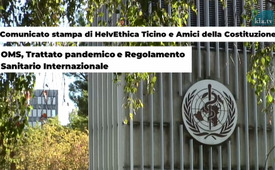 kla.tv
Comunicato stampa di HelvEthica Ticino e Amici della Costituzione
OMS, Trattato pandemico e Regolamento
Sanitario Internazionale